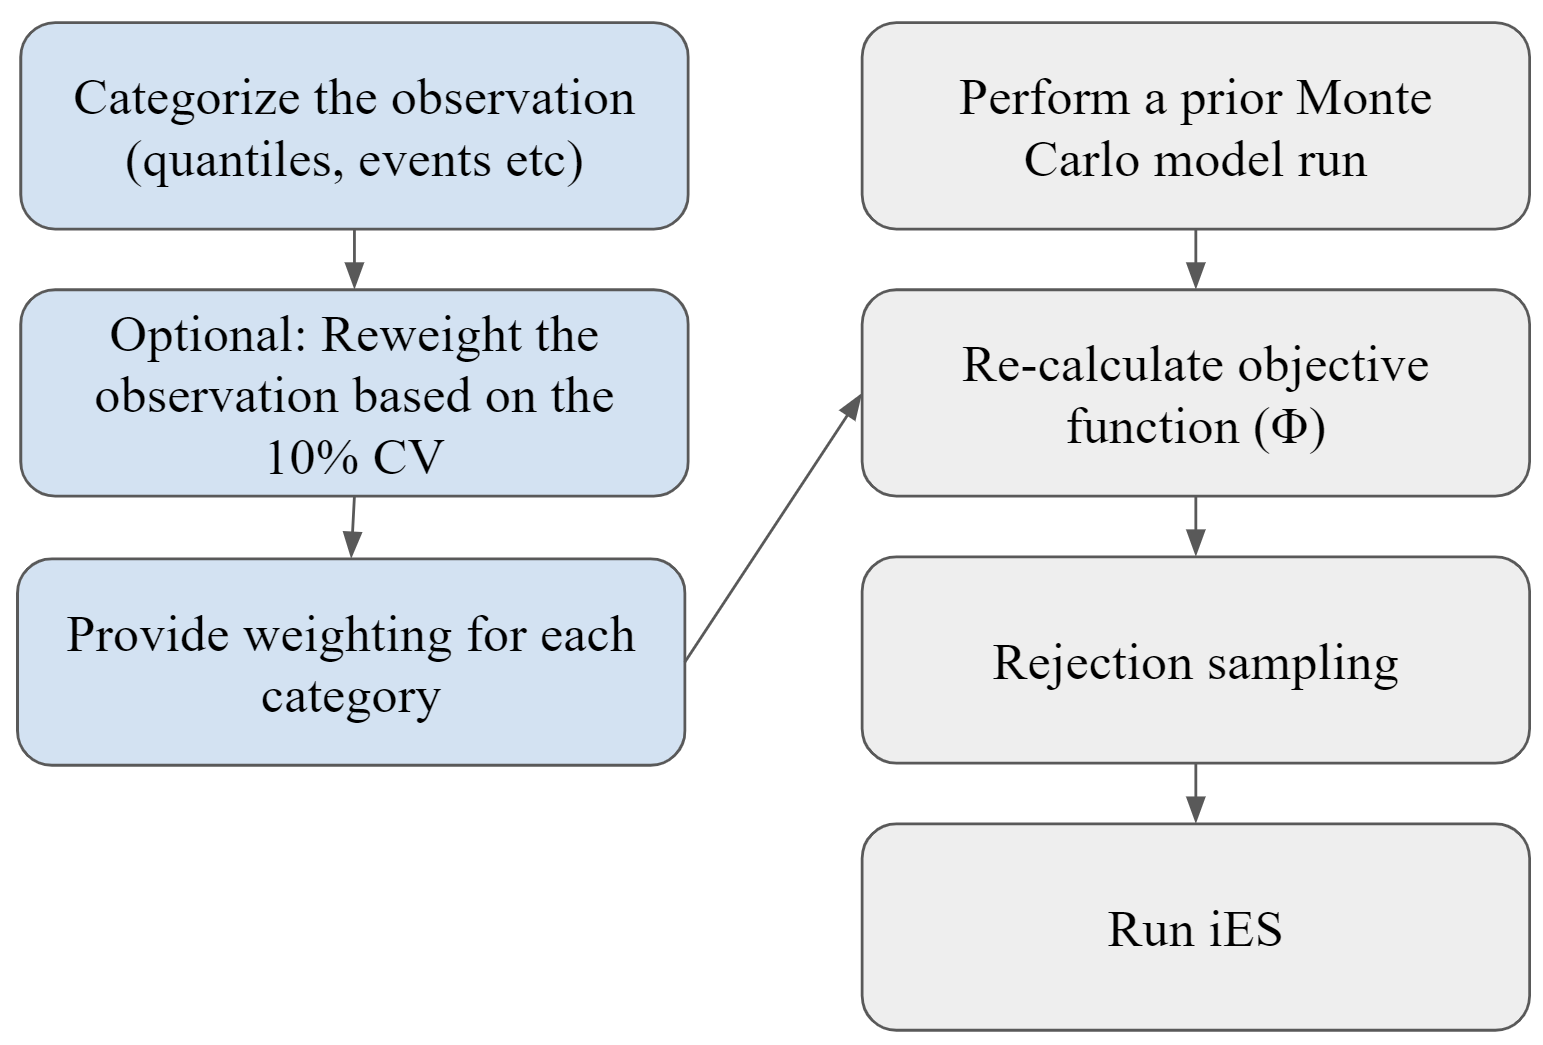 Categorize the observation
(quantiles, events etc)
Optional: Reweight the
observation based on the
10% CV
Provide weighting for each
category
Perform a prior Monte
Carlo model run
Re-calculate objective
function (Φ)
Rejection sampling
Run iES